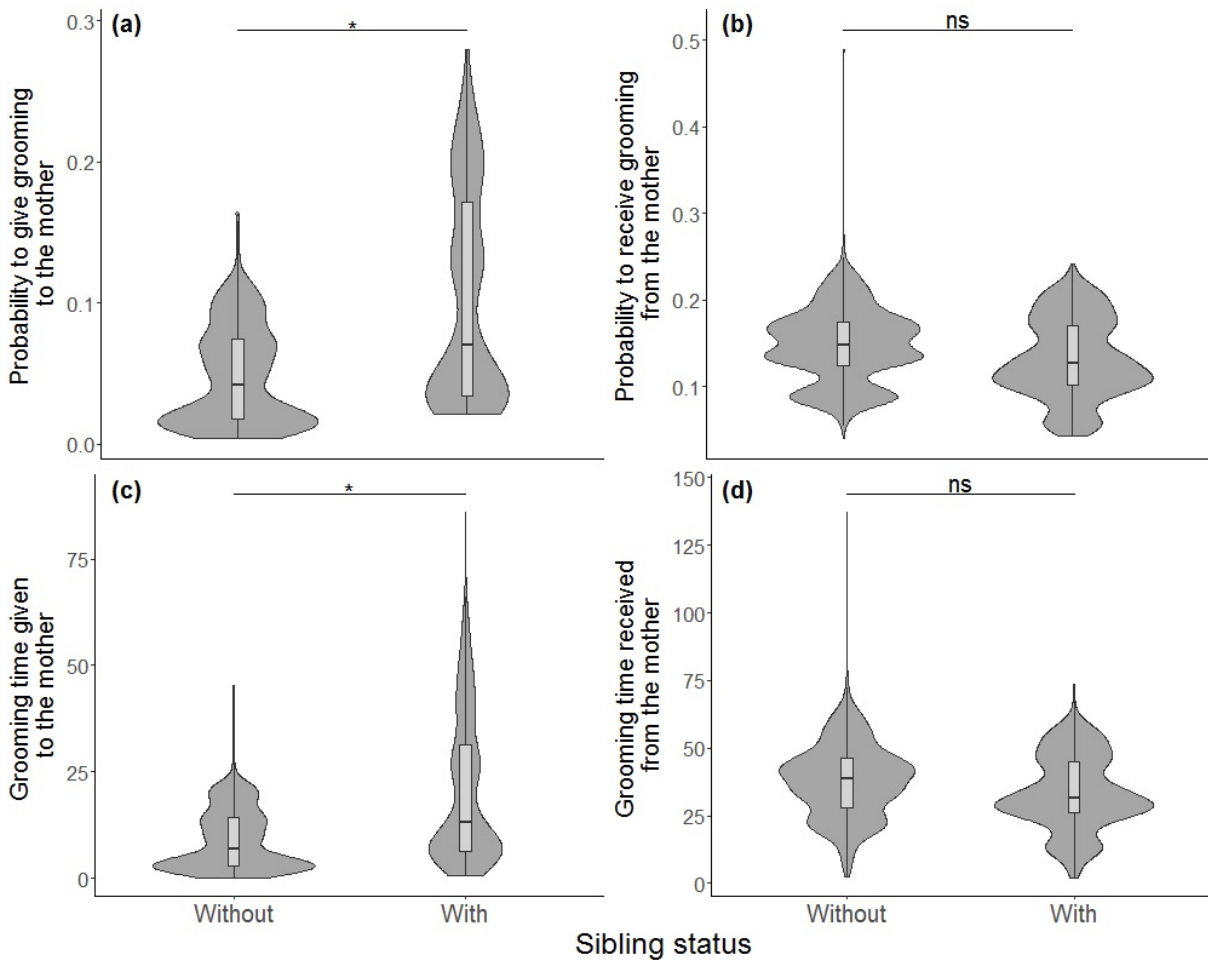 (a)
*
Probability to give grooming
to the mother
0.3
0.2
0.1
0.0
(b)
ns
Probability to receive grooming
from the mother
0.5
0.4
0.3
0.2
0.1
(c)
*
Grooming time given
to the mother
75
50
25
0
Without
With
(d)
ns
Grooming time received
from the mother
150
125
100
75
50
25
0
Without
With
Sibling status